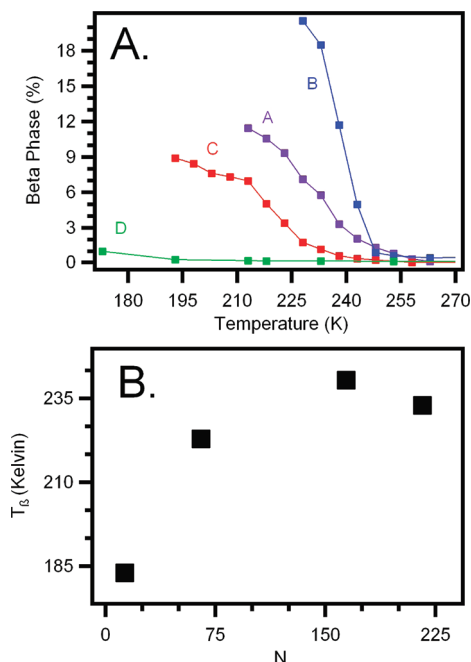 A.
18
15
12
9
6
3
0
Beta Phase (%)
B
A
C
D
180 195 210 225 240 255 270
Temperature (K)
B.
235
210
185
Tß (Kelvin)
0 75 150 225
N